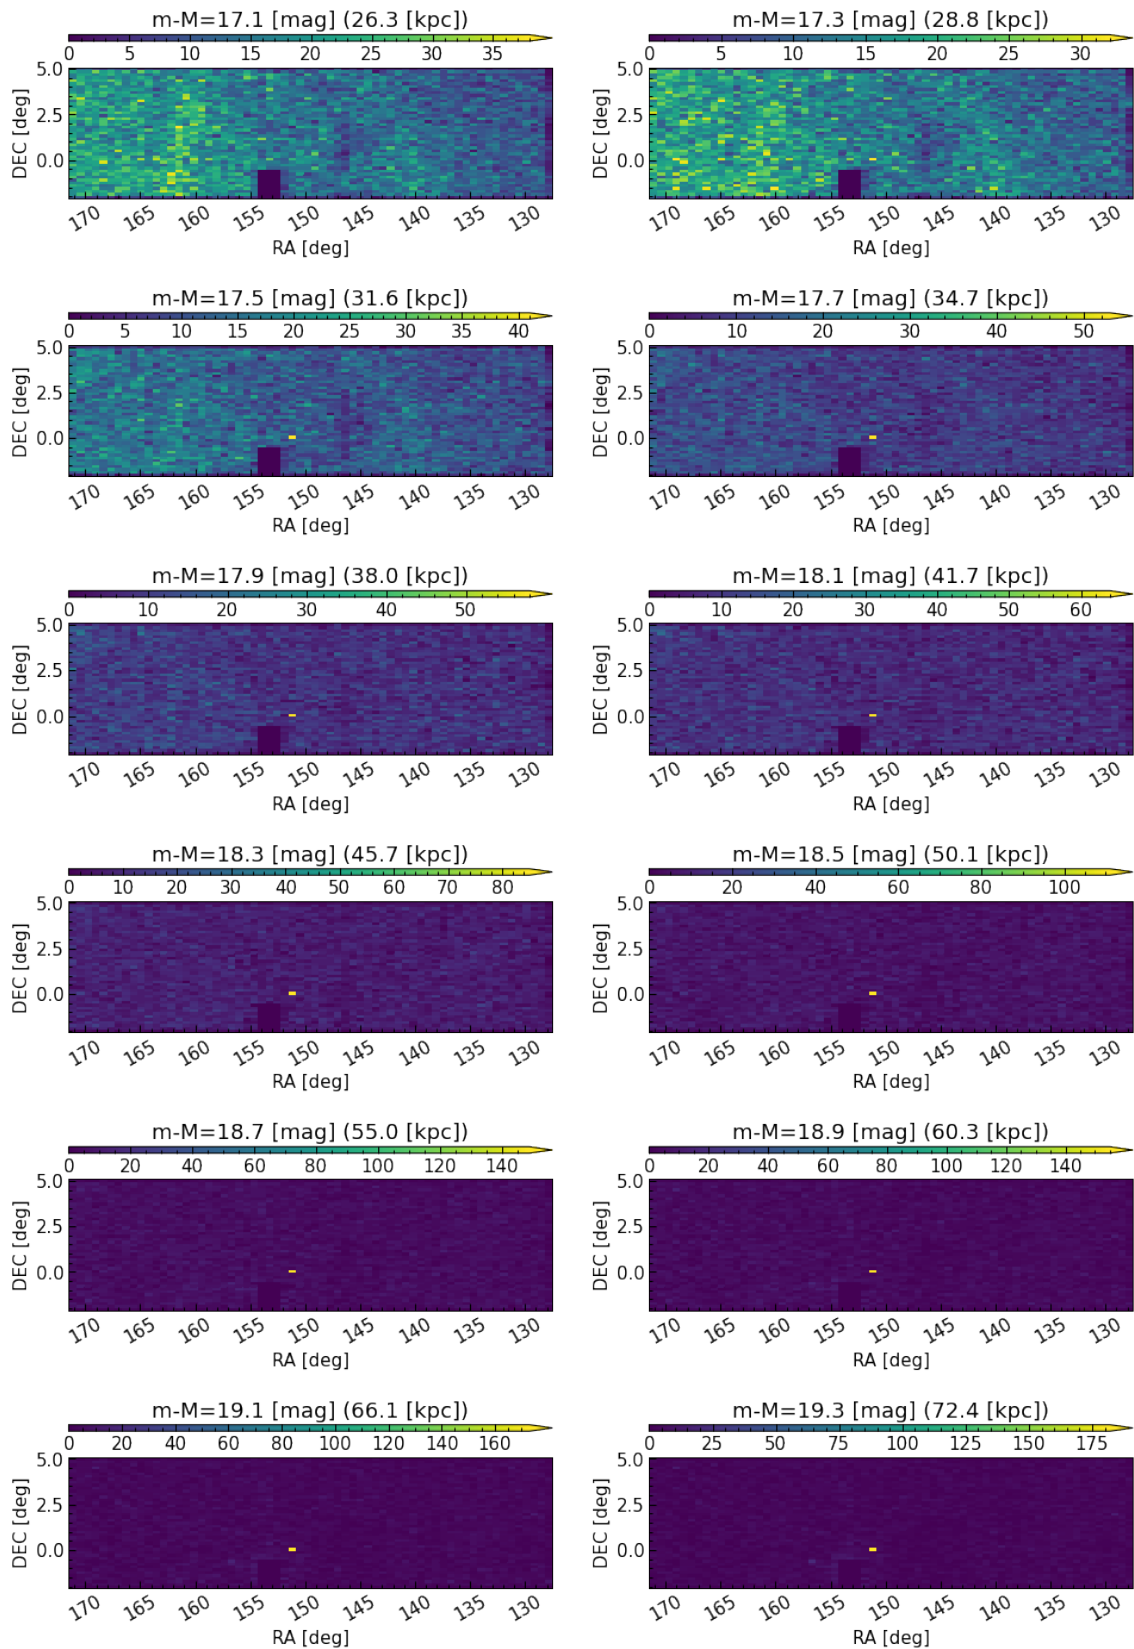 m-M=17.1 [mag] (26.3 [kpc])
0 5 10 15 20 25 30 35
5.0
2.5
0.0
DEC [deg]
170 165 160 155 150 145 140 135 130
RA [deg]
m-M=17.3 [mag] (28.8 [kpc])
0 5 10 15 20 25 30
5.0
2.5
0.0
DEC [deg]
170 165 160 155 150 145 140 135 130
RA [deg]
m-M=17.5 [mag] (31.6 [kpc])
0 5 10 15 20 25 30 35 40
5.0
2.5
0.0
DEC [deg]
170 165 160 155 150 145 140 135 130
RA [deg]
m-M=17.7 [mag] (34.7 [kpc])
0 10 20 30 40 50
5.0
2.5
0.0
DEC [deg]
170 165 160 155 150 145 140 135 130
RA [deg]
m-M=17.9 [mag] (38.0 [kpc])
0 10 20 30 40 50
5.0
2.5
0.0
DEC [deg]
170 165 160 155 150 145 140 135 130
RA [deg]
m-M=18.1 [mag] (41.7 [kpc])
0 10 20 30 40 50 60
5.0
2.5
0.0
DEC [deg]
170 165 160 155 150 145 140 135 130
RA [deg]
m-M=18.3 [mag] (45.7 [kpc])
0 10 20 30 40 50 60 70 80
5.0
2.5
0.0
DEC [deg]
170 165 160 155 150 145 140 135 130
RA [deg]
m-M=18.5 [mag] (50.1 [kpc])
0 20 40 60 80 100
5.0
2.5
0.0
DEC [deg]
170 165 160 155 150 145 140 135 130
RA [deg]
m-M=18.7 [mag] (55.0 [kpc])
0 20 40 60 80 100 120 140
5.0
2.5
0.0
DEC [deg]
170 165 160 155 150 145 140 135 130
RA [deg]
m-M=18.9 [mag] (60.3 [kpc])
0 20 40 60 80 100 120 140
5.0
2.5
0.0
DEC [deg]
170 165 160 155 150 145 140 135 130
RA [deg]
m-M=19.1 [mag] (66.1 [kpc])
0 20 40 60 80 100 120 140 160
5.0
2.5
0.0
DEC [deg]
170 165 160 155 150 145 140 135 130
RA [deg]
m-M=19.3 [mag] (72.4 [kpc])
0 25 50 75 100 125 150 175
5.0
2.5
0.0
DEC [deg]
170 165 160 155 150 145 140 135 130
RA [deg]